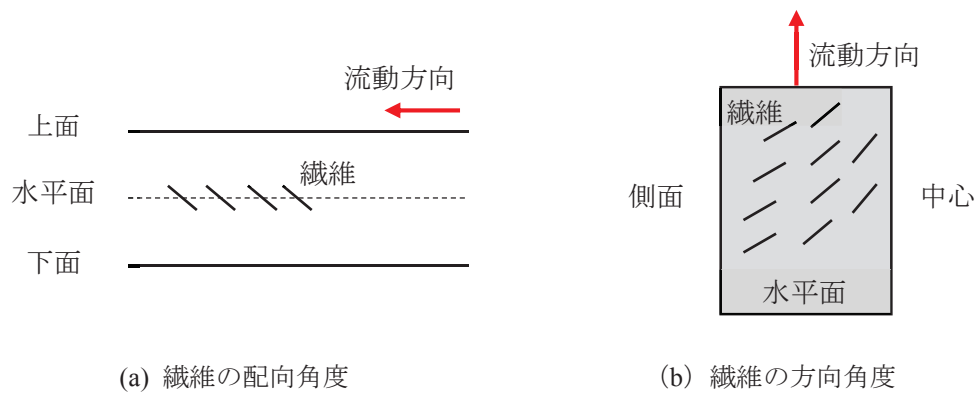 流動方向
上面
水平面
繊維
下面
(a) 繊維の配向角度
流動方向
繊維
側面
中心
水平面
（b）繊維の方向角度